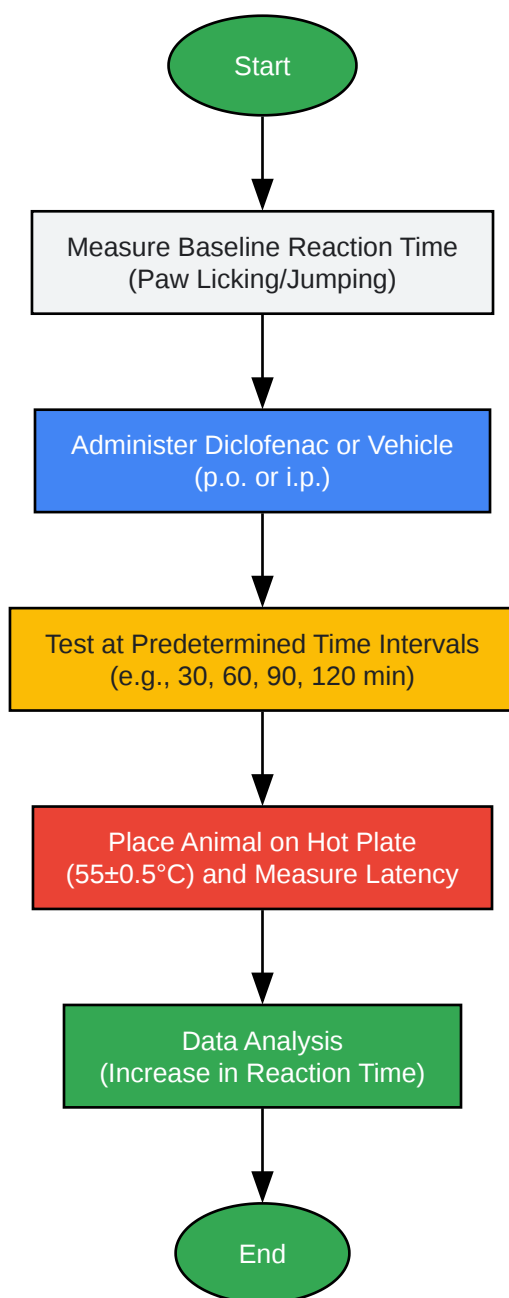 Start
Measure Baseline Reaction Time
(Paw Licking/Jumping)
Administer Diclofenac or Vehicle
(p.o. or i.p.)
Test at Predetermined Time Intervals
(e.g., 30, 60, 90, 120 min)
Place Animal on Hot Plate
(55±0.5°C) and Measure Latency
Data Analysis
(Increase in Reaction Time)
End